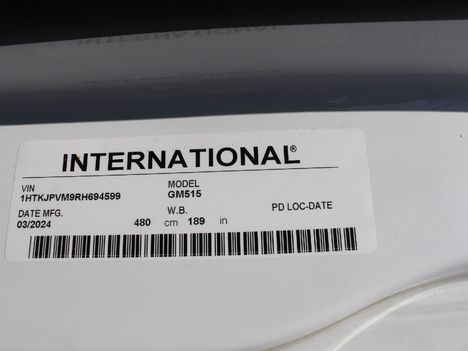 INTERNATIONAL®
VIN MODEL
1HTKJPVM9RH694599 GM515
DATE MFG. W.B. PD LOC-DATE
03/2024 480 cm 189 in